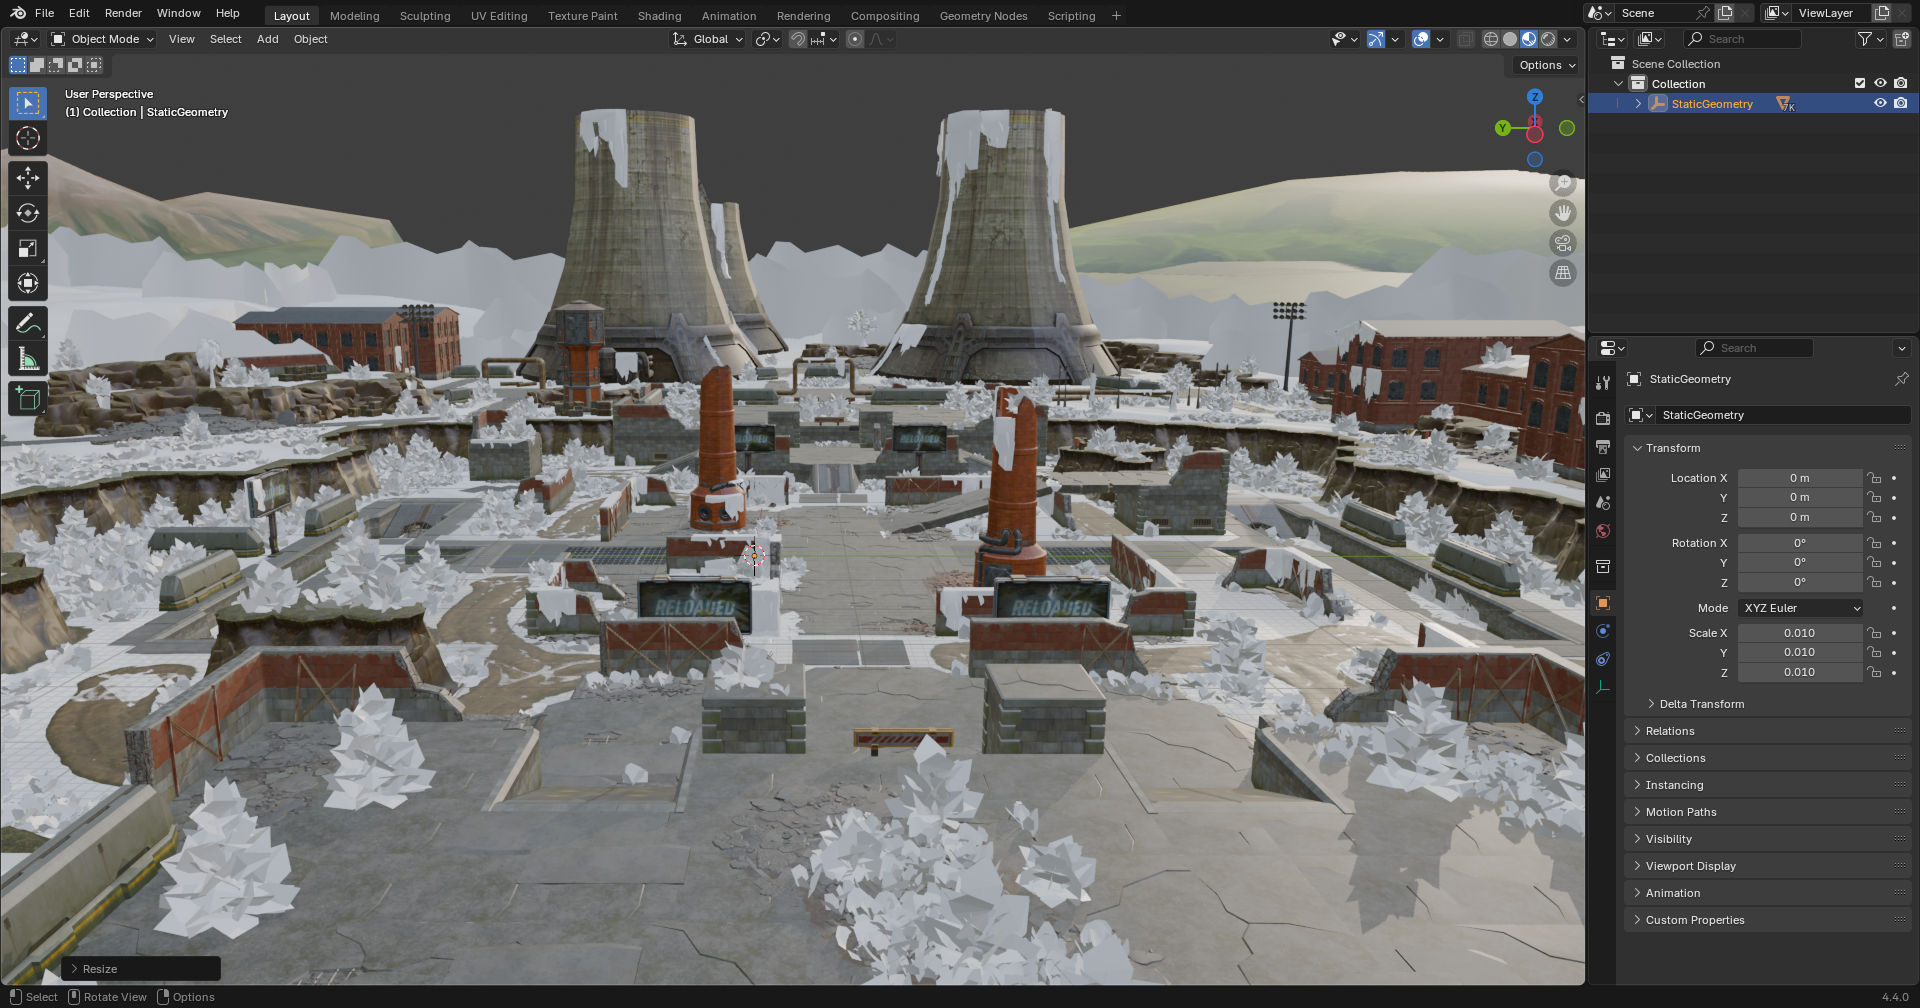 File Edit Render Window Help Layout Modeling Sculpting UV Editing Texture Paint Shading Animation Rendering Compositing Geometry Nodes Scripting + Scene ViewLayer
Object Mode View Select Add Object Global Search
Options
User Perspective
(1) Collection | StaticGeometry
Z
Y
RELOADED
RELOADED
RELOADED
RELOADED
Resize
Scene Collection
Collection
StaticGeometry 7K
Search
StaticGeometry
StaticGeometry
Transform
Location X 0 m
Y 0 m
Z 0 m
Rotation X 0°
Y 0°
Z 0°
Mode XYZ Euler
Scale X 0.010
Y 0.010
Z 0.010
Delta Transform
Relations
Collections
Instancing
Motion Paths
Visibility
Viewport Display
Animation
Custom Properties
Select Rotate View Options 4.4.0